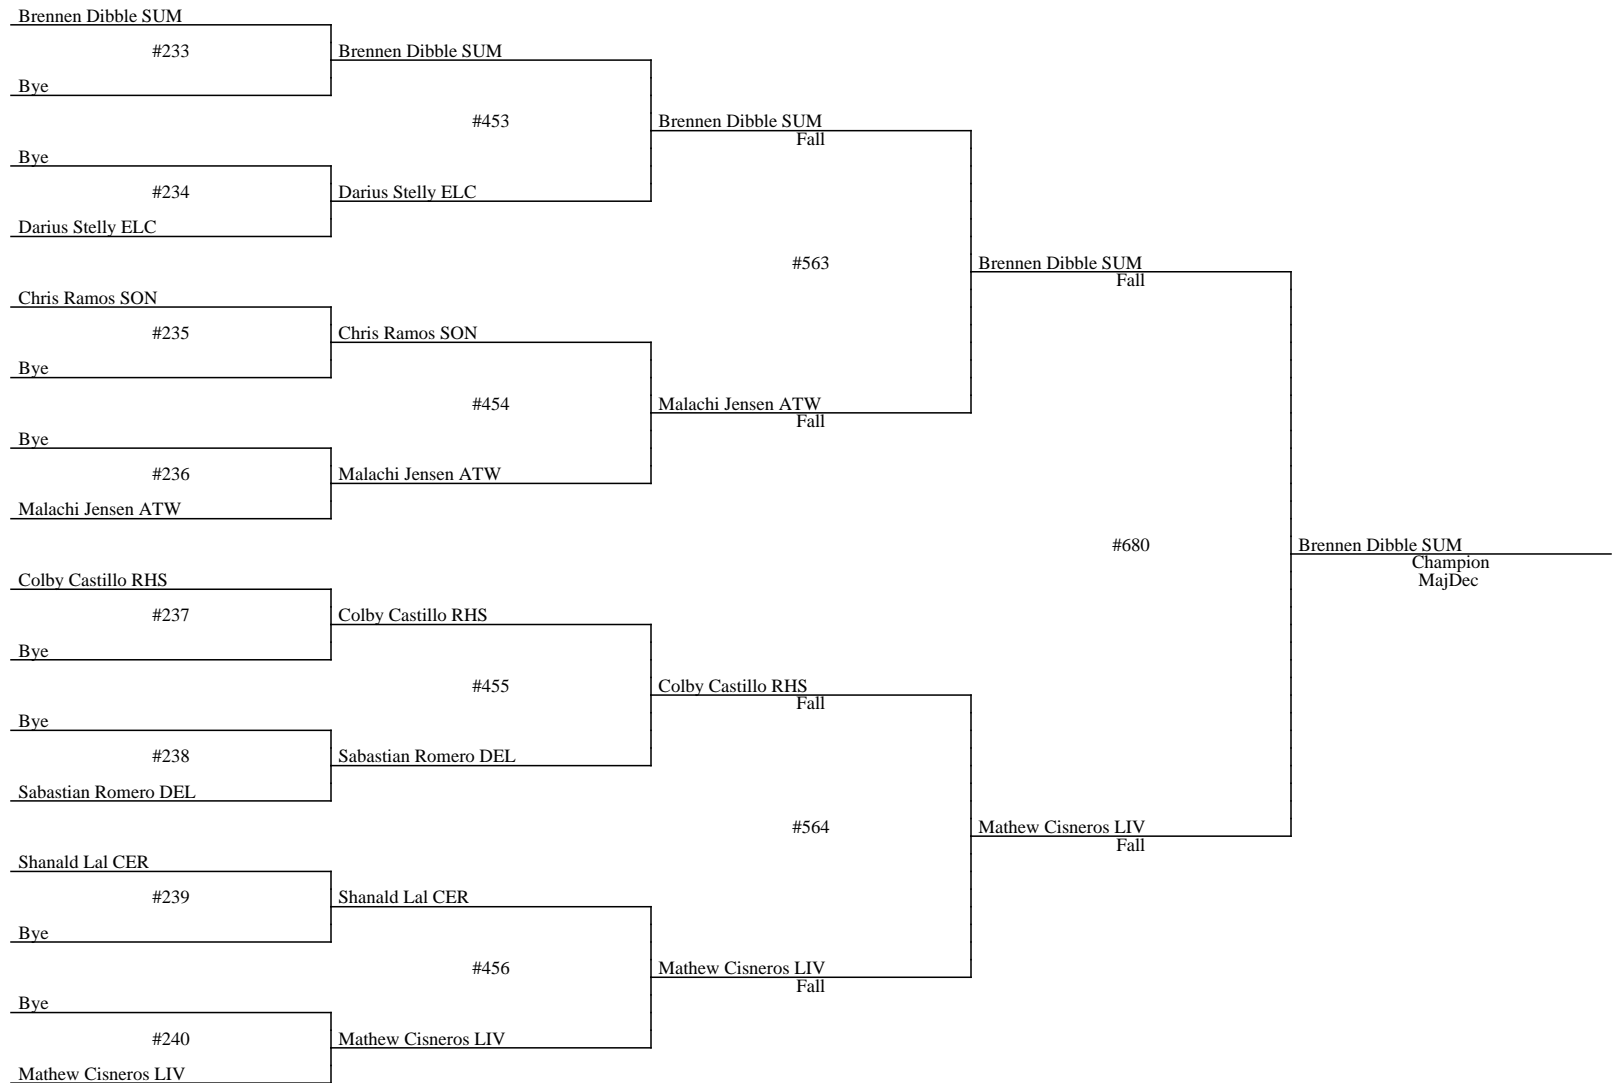 Brennen Dibble SUM
#233
Brennen Dibble SUM
Bye
#453
Brennen Dibble SUM
Fall
Bye
#234
Darius Stelly ELC
Darius Stelly ELC
#563
Brennen Dibble SUM
Fall
Chris Ramos SON
#235
Chris Ramos SON
Bye
#454
Malachi Jensen ATW
Fall
Bye
#236
Malachi Jensen ATW
Malachi Jensen ATW
#680
Brennen Dibble SUM
Champion
MajDec
Colby Castillo RHS
#237
Colby Castillo RHS
Bye
#455
Colby Castillo RHS
Fall
Bye
#238
Sabastian Romero DEL
Sabastian Romero DEL
#564
Mathew Cisneros LIV
Fall
Shanald Lal CER
#239
Shanald Lal CER
Bye
#456
Mathew Cisneros LIV
Fall
Bye
#240
Mathew Cisneros LIV
Mathew Cisneros LIV